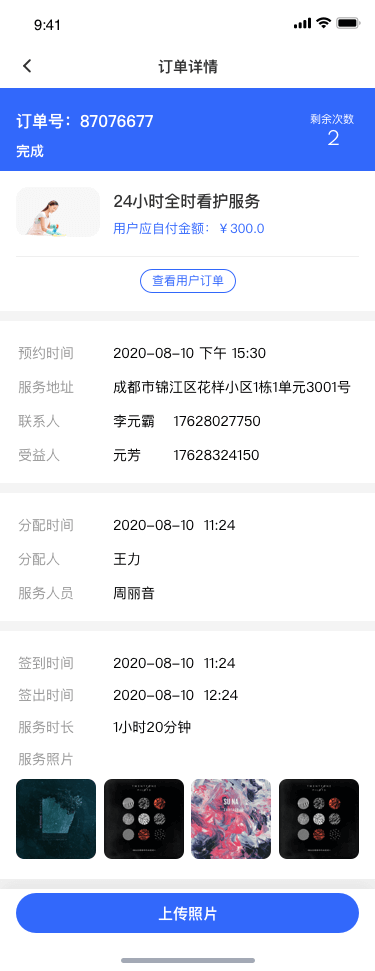 9:41
订单详情
订单号：87076677
剩余次数
2
完成
24小时全时看护服务
用户应自付金额：￥300.0
查看用户订单
预约时间 2020-08-10 下午 15:30
服务地址 成都市锦江区花样小区1栋1单元3001号
联系人 李元霸 17628027750
受益人 元芳 17628324150
分配时间 2020-08-10 11:24
分配人 王力
服务人员 周丽音
签到时间 2020-08-10 11:24
签出时间 2020-08-10 12:24
服务时长 1小时20分钟
服务照片
上传照片